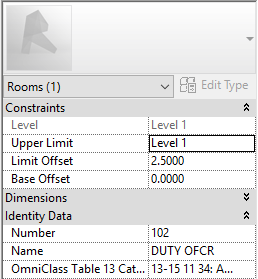 Rooms (1)
Edit Type
Constraints
Level Level 1
Upper Limit Level 1
Limit Offset 2.5000
Base Offset 0.0000
Dimensions
Identity Data
Number 102
Name DUTY OFCR
OmniClass Table 13 Cat... 13-15 11 34: A...